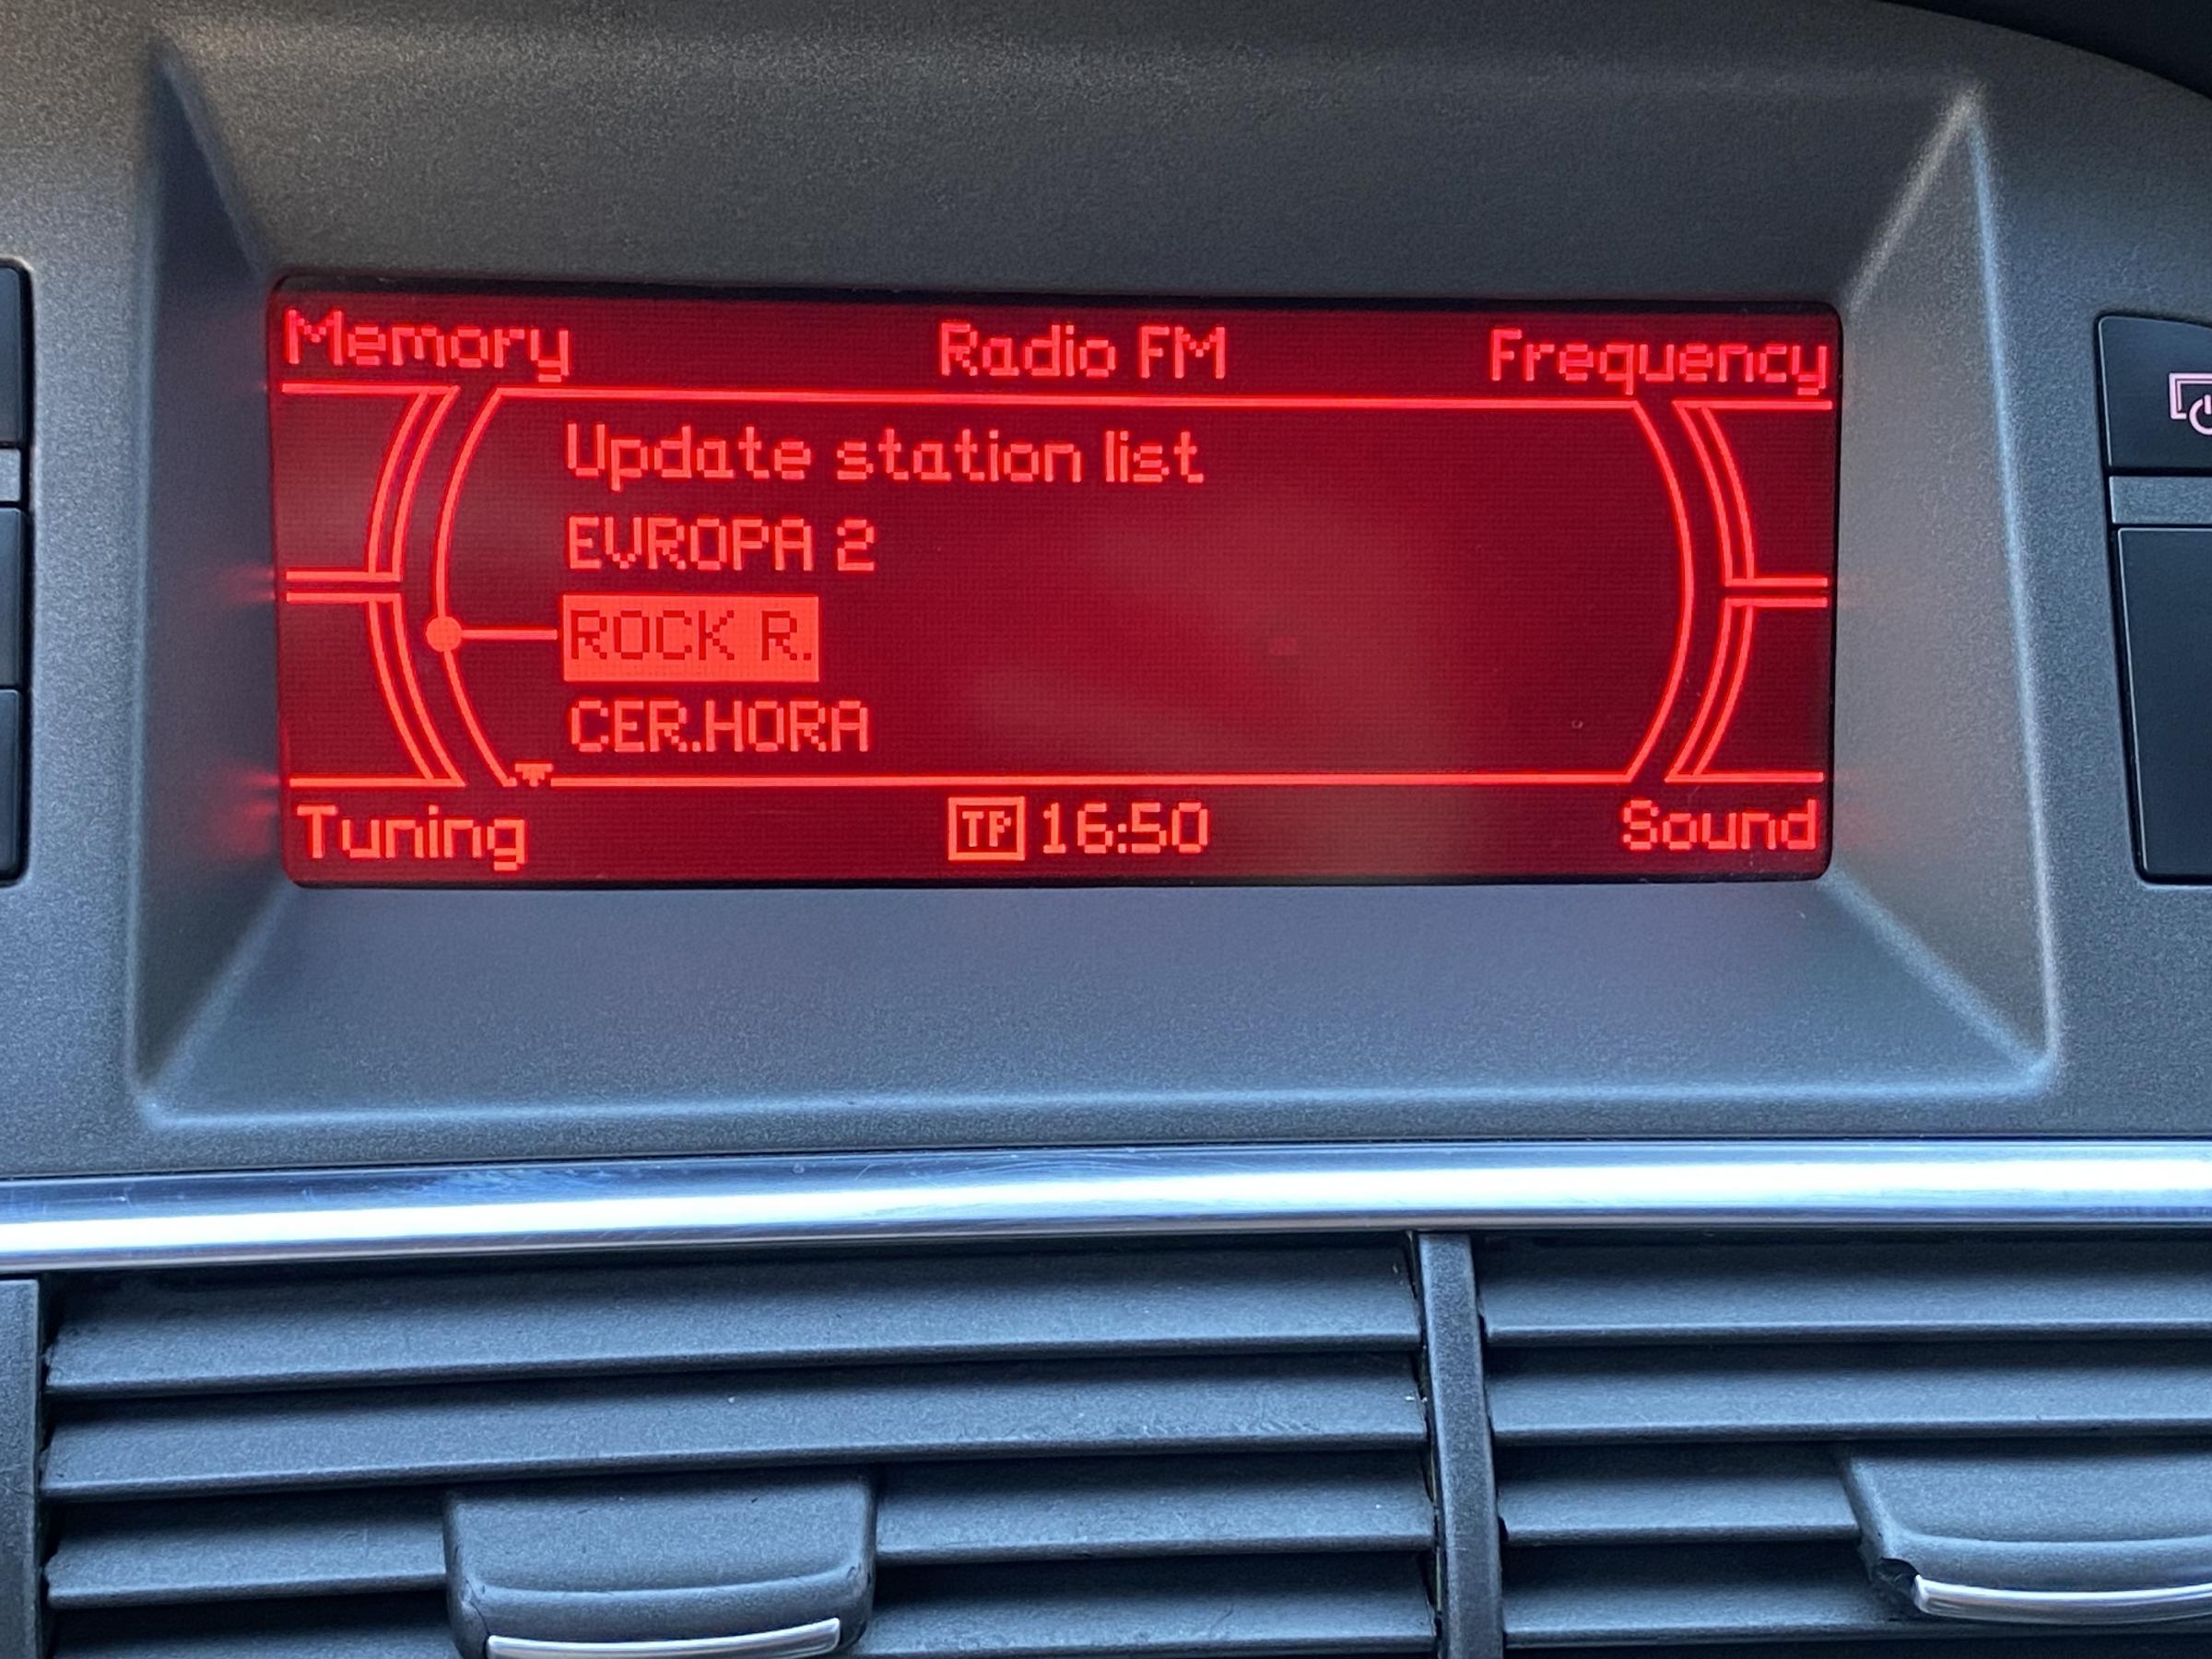 Memory Radio FM Frequency
Update station list
EVROPA 2
ROCK R.
CER.HORA
Tuning TP 16:50 Sound